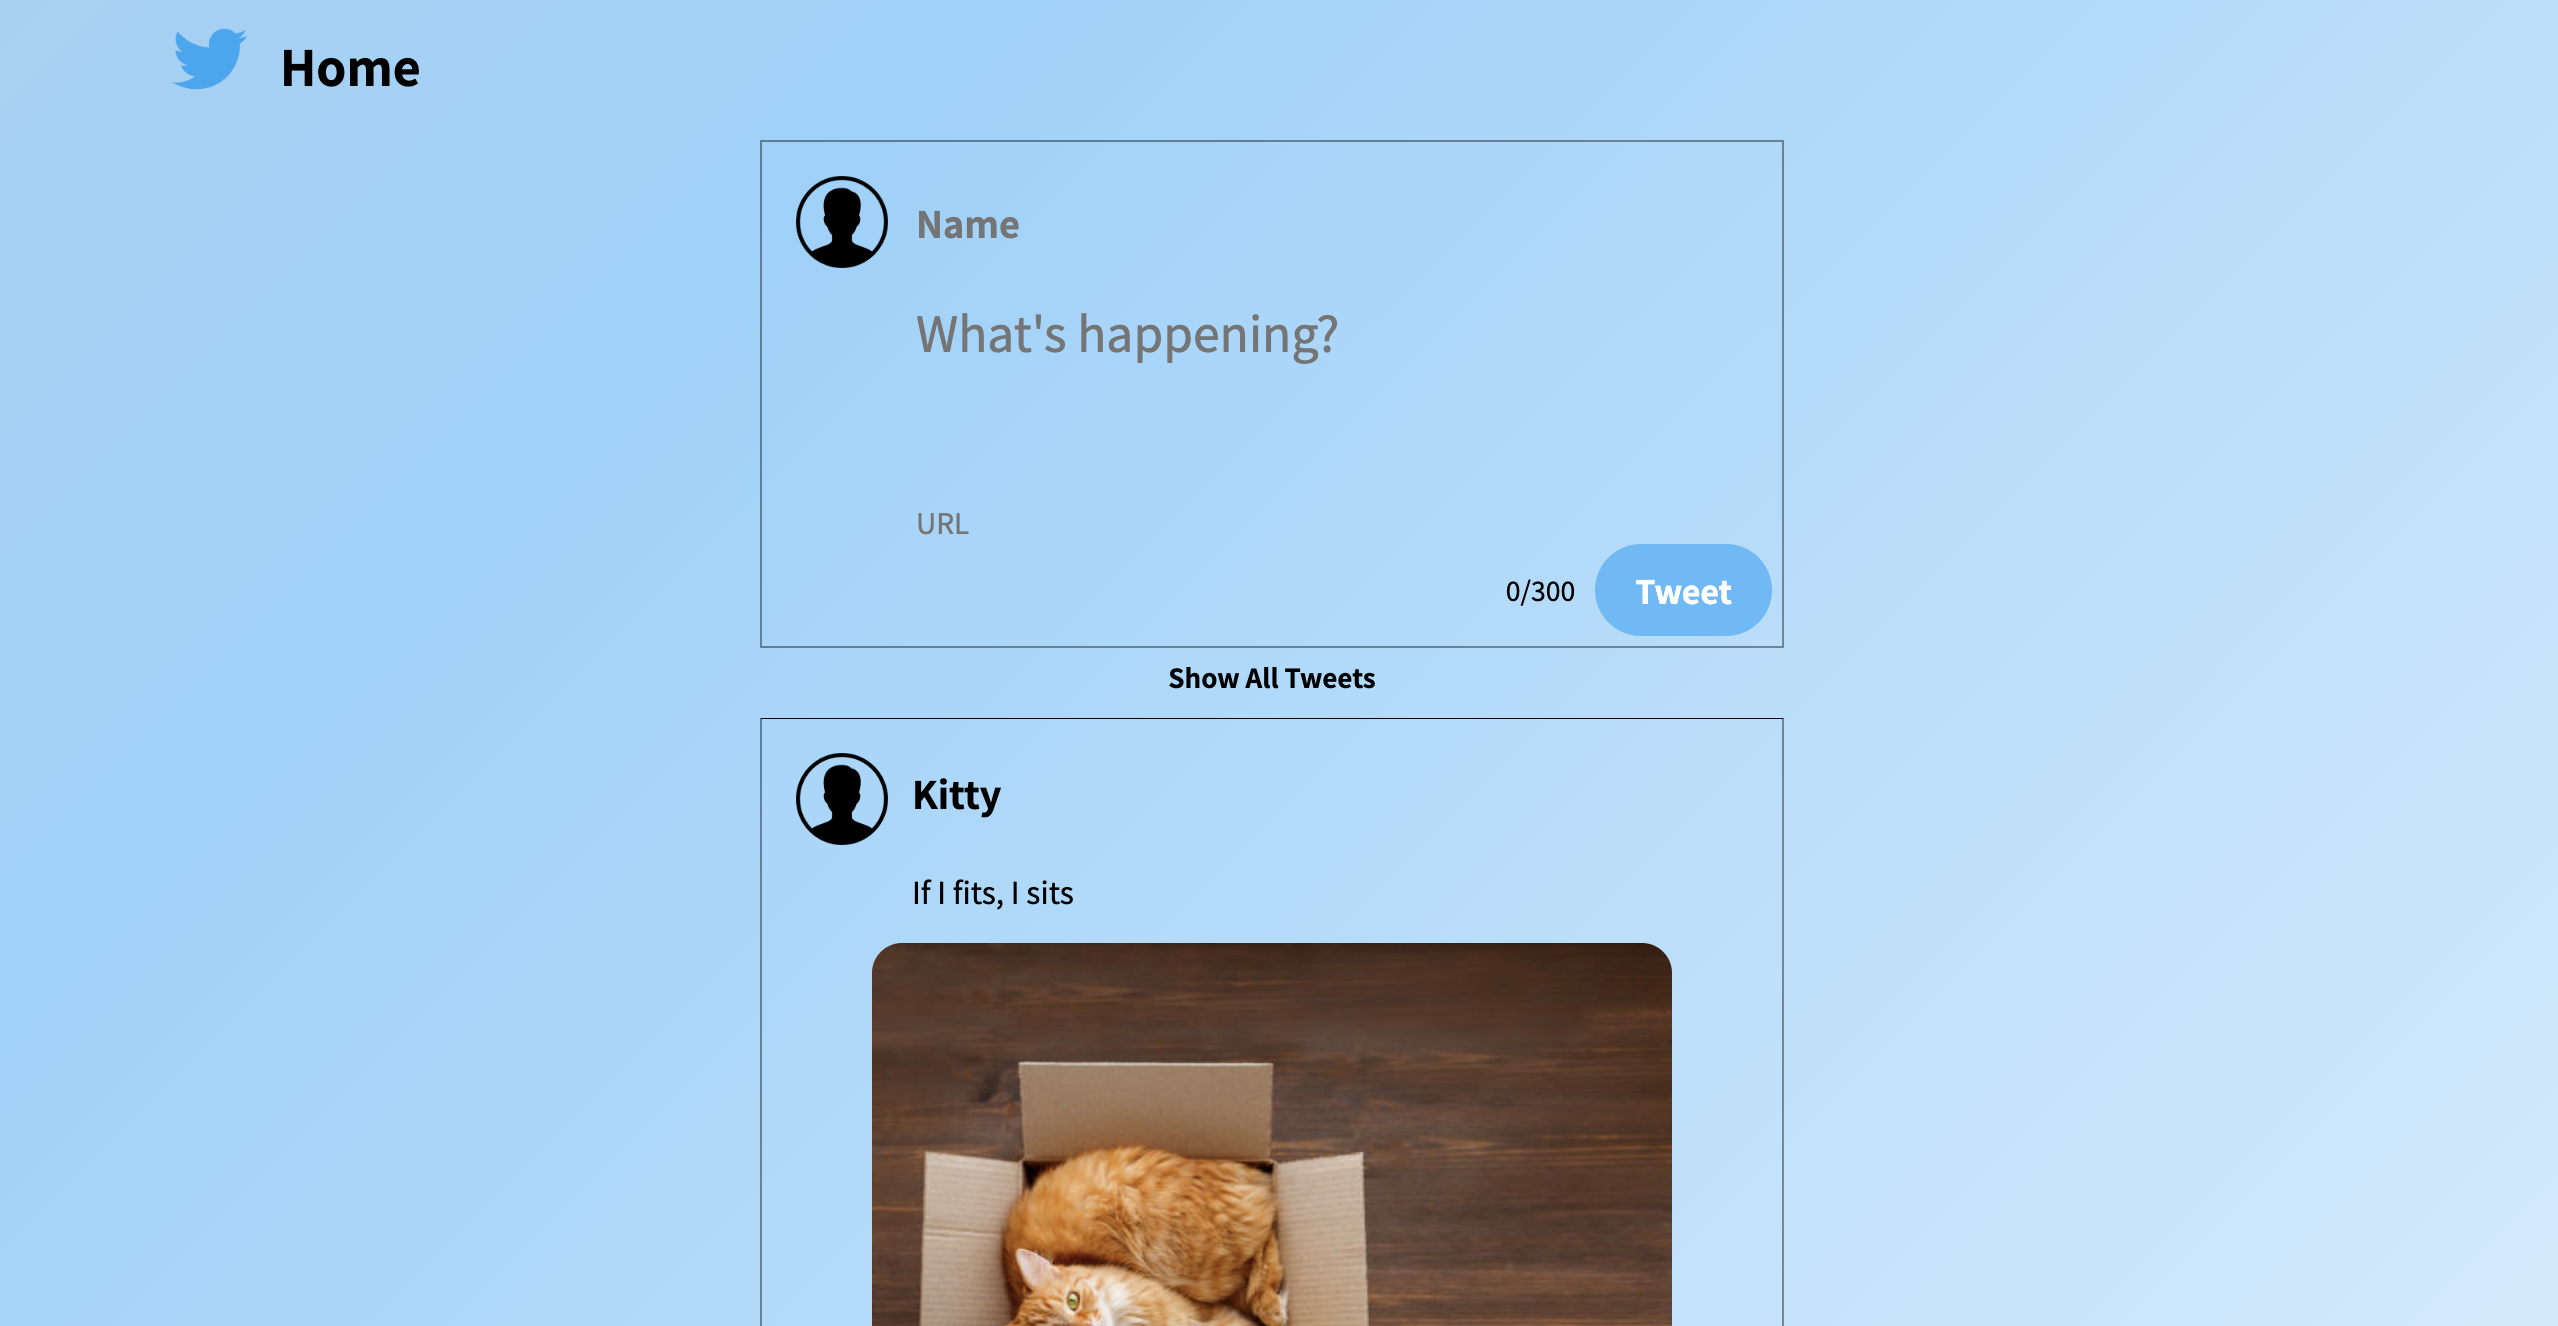 Home
Name
What's happening?
URL
0/300
Tweet
Show All Tweets
Kitty
If I fits, I sits